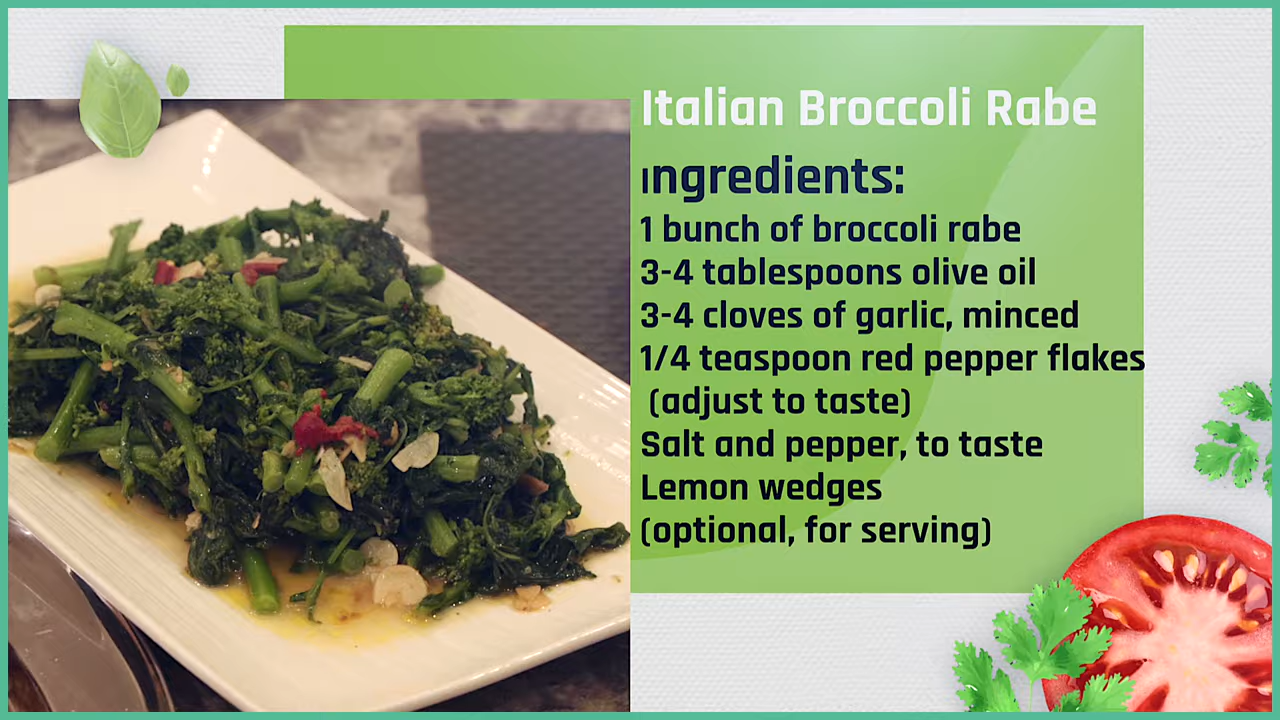 Italian Broccoli Rabe
Ingredients:
1 bunch of broccoli rabe
3-4 tablespoons olive oil
3-4 cloves of garlic, minced
1/4 teaspoon red pepper flakes
(adjust to taste)
Salt and pepper, to taste
Lemon wedges
(optional, for serving)